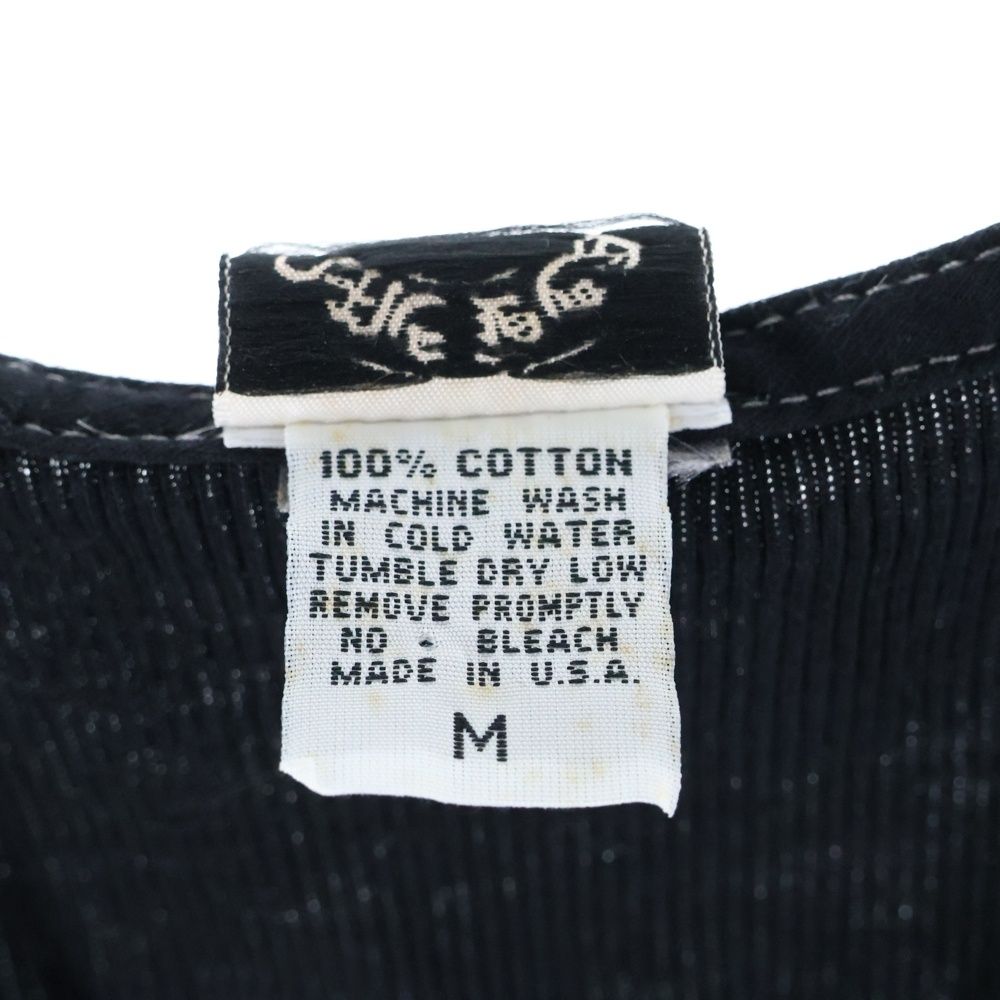 100% COTTON
MACHINE WASH
IN COLD WATER
TUMBLE DRY LOW
REMOVE PROMPTLY
NO - BLEACH
MADE IN U.S.A.
M